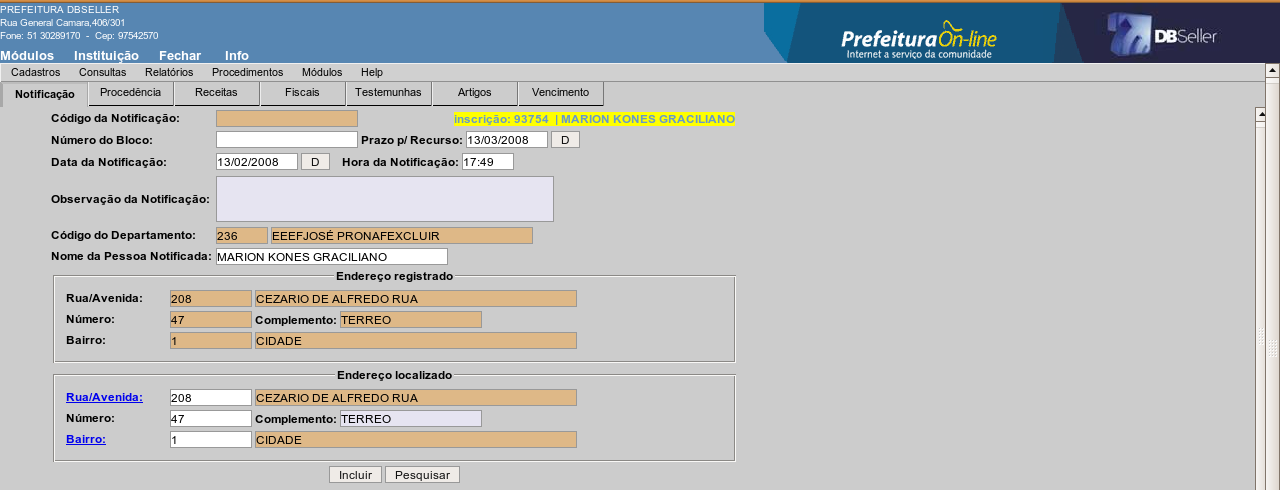 PREFEITURA DBSELLER
Rua General Camara,406/301
Fone: 51 30289170 - Cep: 97542570
Módulos Instituição Fechar Info
Prefeitura On-line
Internet a serviço da comunidade
DBSeller
Cadastros Consultas Relatórios Procedimentos Módulos Help
Notificação Procedência Receitas Fiscais Testemunhas Artigos Vencimento
Código da Notificação: inscrição: 93754 | MARION KONES GRACILIANO
Número do Bloco: Prazo p/ Recurso: 13/03/2008 D
Data da Notificação: 13/02/2008 D Hora da Notificação: 17:49
Observação da Notificação:
Código do Departamento: 236 EEEFJOSÉ PRONAFEXCLUIR
Nome da Pessoa Notificada: MARION KONES GRACILIANO
Endereço registrado
Rua/Avenida: 208 CEZARIO DE ALFREDO RUA
Número: 47 Complemento: TERREO
Bairro: 1 CIDADE
Endereço localizado
Rua/Avenida: 208 CEZARIO DE ALFREDO RUA
Número: 47 Complemento: TERREO
Bairro: 1 CIDADE
Incluir Pesquisar